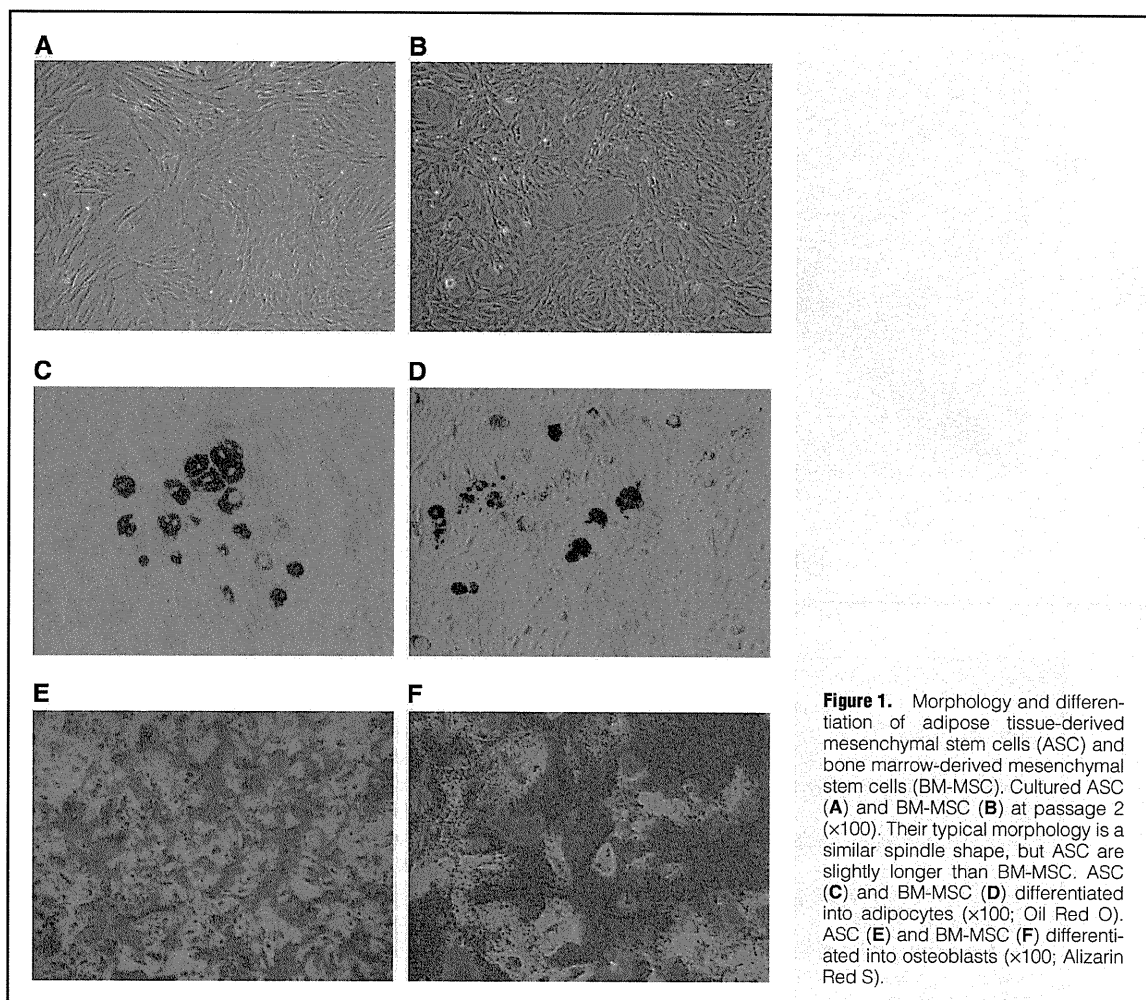 A
B
C
D
E
F
Figure 1. Morphology and differen-
tiation of adipose tissue-derived
mesenchymal stem cells (ASC) and
bone marrow-derived mesenchymal
stem cells (BM-MSC). Cultured ASC
(A) and BM-MSC (B) at passage 2
(×100). Their typical morphology is a
similar spindle shape, but ASC are
slightly longer than BM-MSC. ASC
(C) and BM-MSC (D) differentiated
into adipocytes (×100; Oil Red O).
ASC (E) and BM-MSC (F) differenti-
ated into osteoblasts (×100; Alizarin
Red S).